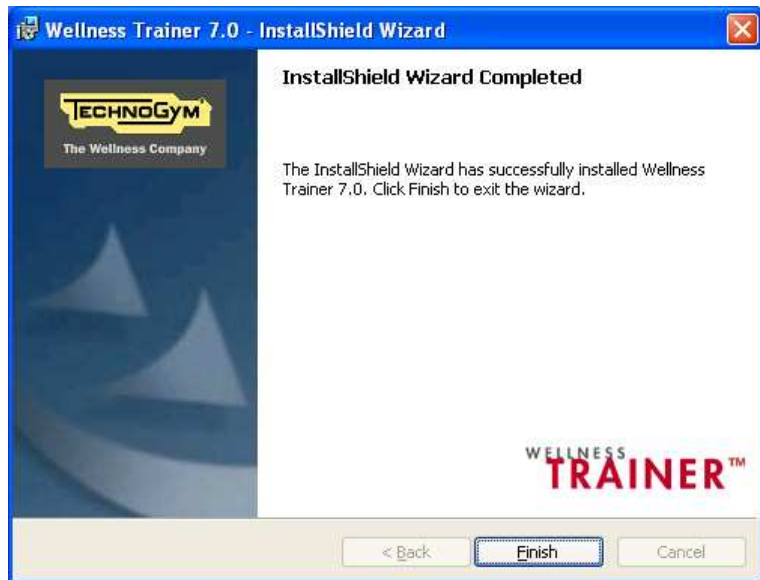 Wellness Trainer 7.0 - InstallShield Wizard
InstallShield Wizard Completed
TECHNOGYM
The Wellness Company
The InstallShield Wizard has successfully installed Wellness
Trainer 7.0. Click Finish to exit the wizard.
WELLNESS
TRAINER™
< Back
Finish
Cancel